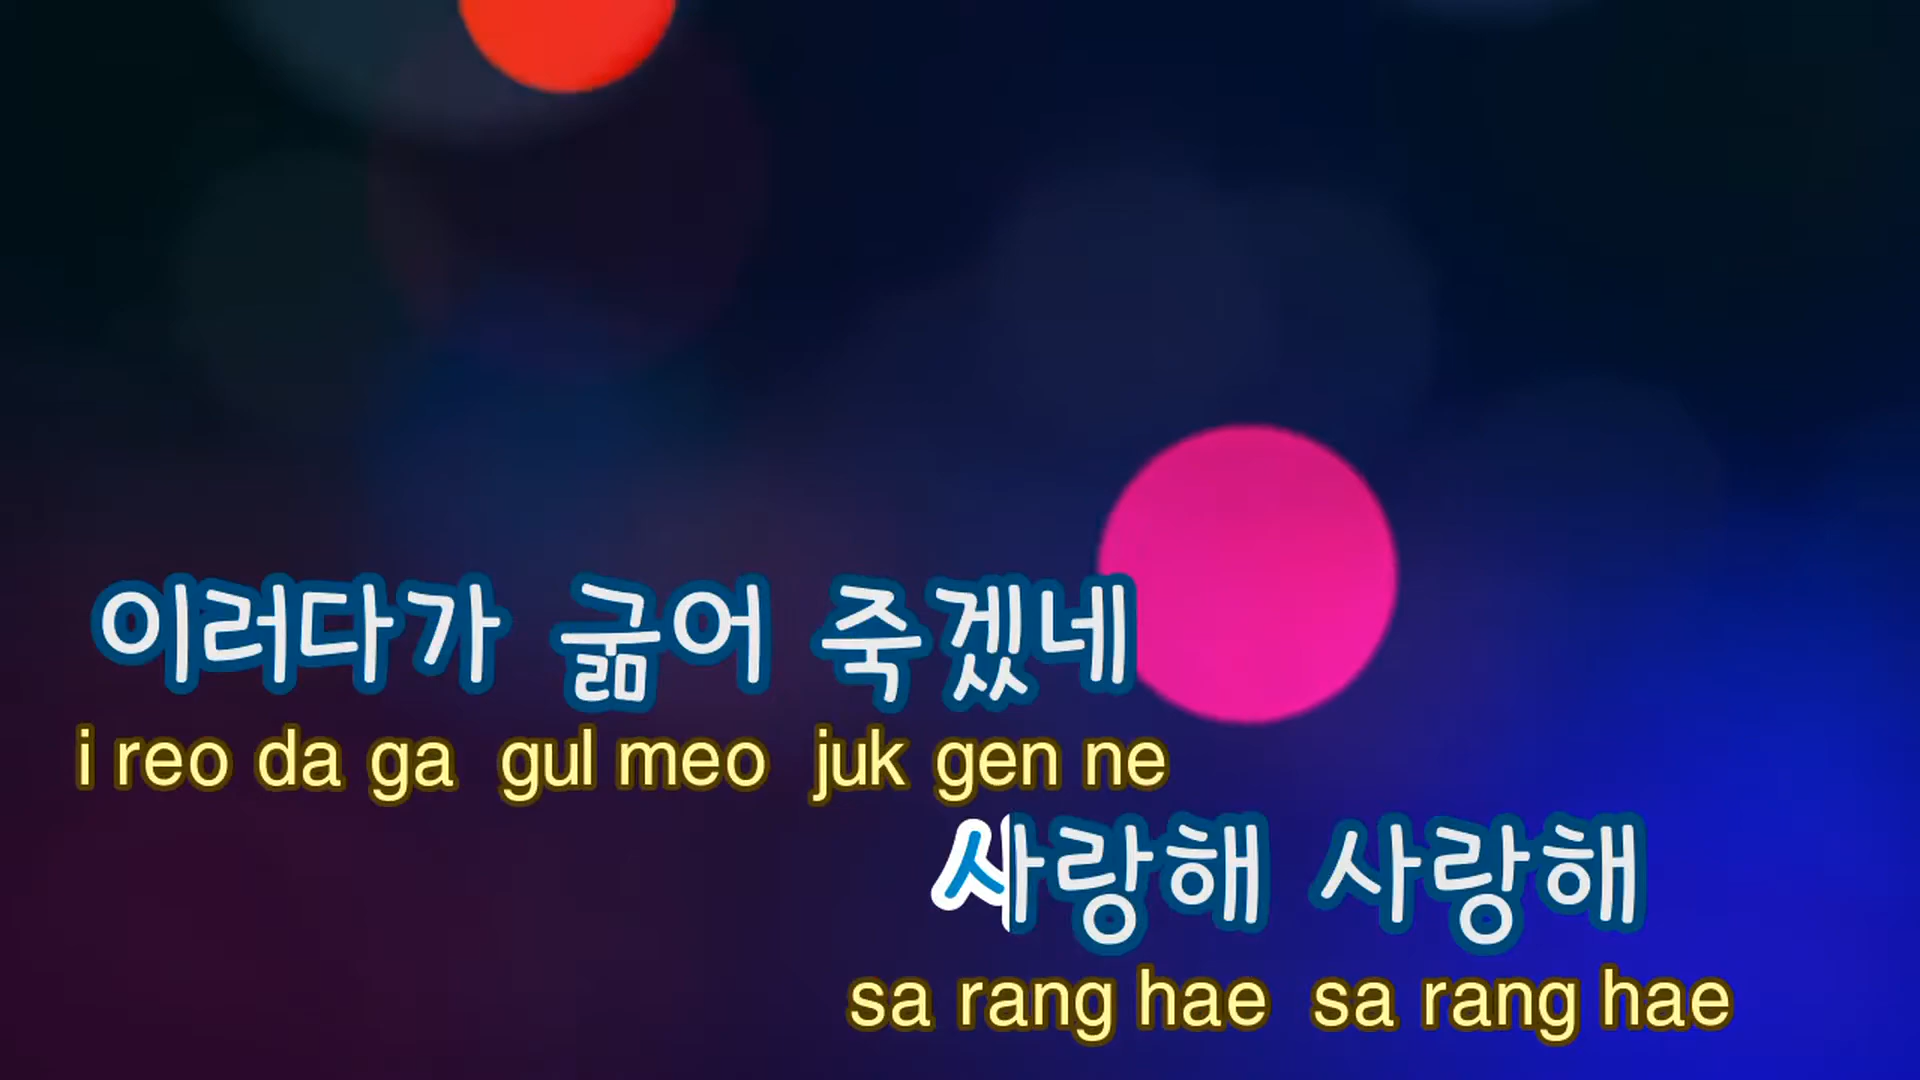 이러다가 굶어 죽겠네
i reo da ga gul meo juk gen ne
사랑해 사랑해
sa rang hae sa rang hae